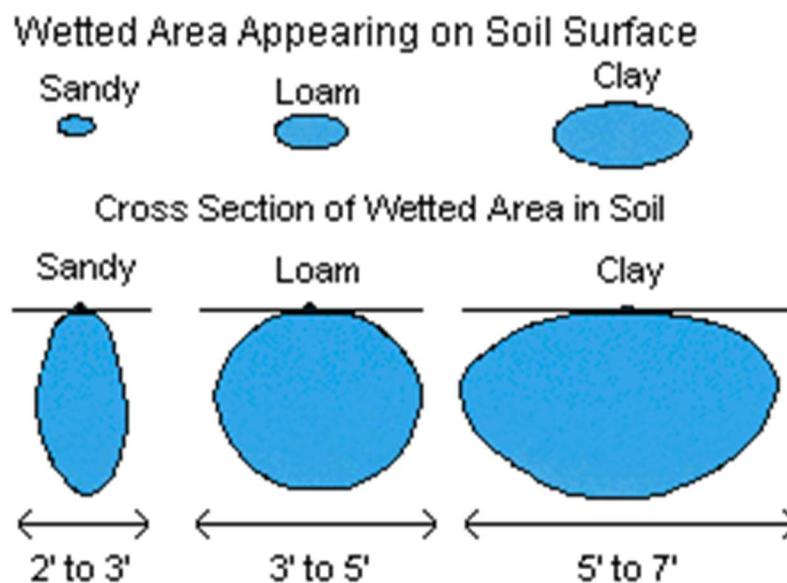 Wetted Area Appearing on Soil Surface
Sandy Loam Clay
Cross Section of Wetted Area in Soil
Sandy Loam Clay
2' to 3' 3' to 5' 5' to 7'